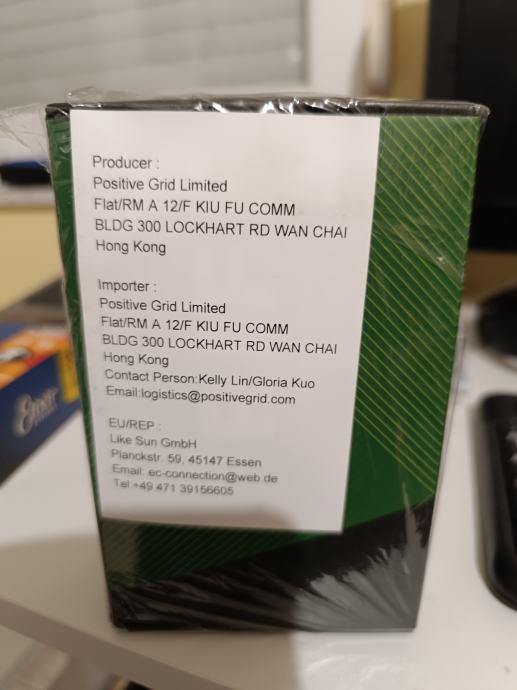 Producer :
Positive Grid Limited
Flat/RM A 12/F KIU FU COMM
BLDG 300 LOCKHART RD WAN CHAI
Hong Kong
Importer :
Positive Grid Limited
Flat/RM A 12/F KIU FU COMM
BLDG 300 LOCKHART RD WAN CHAI
Hong Kong
Contact Person:Kelly Lin/Gloria Kuo
Email:logistics@positivegrid.com
EU/REP :
Like Sun GmbH
Planckstr. 59, 45147 Essen
Email: ec-connection@web.de
Tel:+49 471 39156605
Elixir